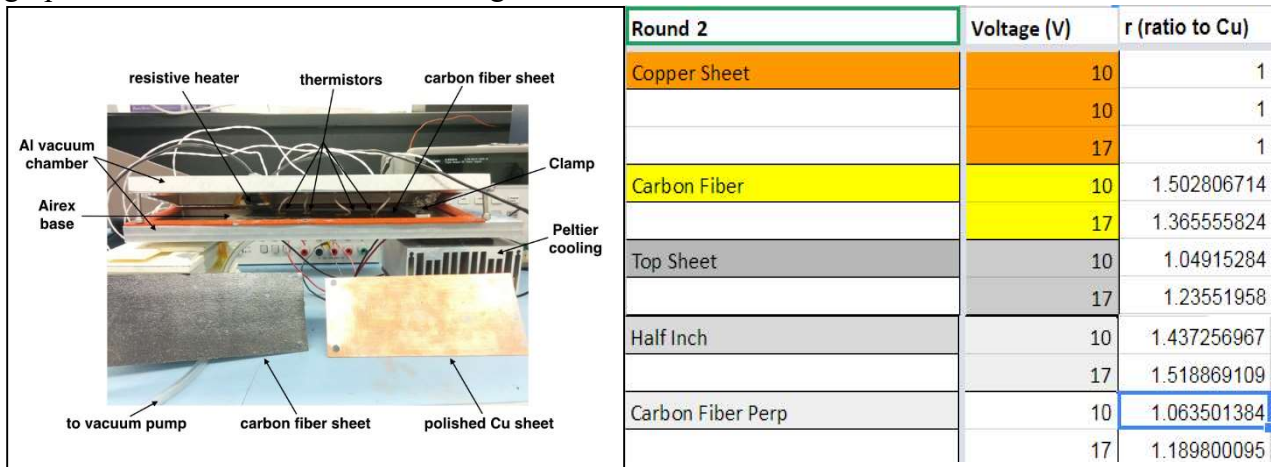 resistive heater
thermistors
carbon fiber sheet
Al vacuum
chamber
Clamp
Airex
base
Peltier
cooling
to vacuum pump
carbon fiber sheet
polished Cu sheet
Round 2 Voltage (V) r (ratio to Cu)
Copper Sheet 10 1
10 1
17 1
Carbon Fiber 10 1.502806714
17 1.365555824
Top Sheet 10 1.04915284
17 1.23551958
Half Inch 10 1.437256967
17 1.518869109
Carbon Fiber Perp 10 1.063501384
17 1.189800095